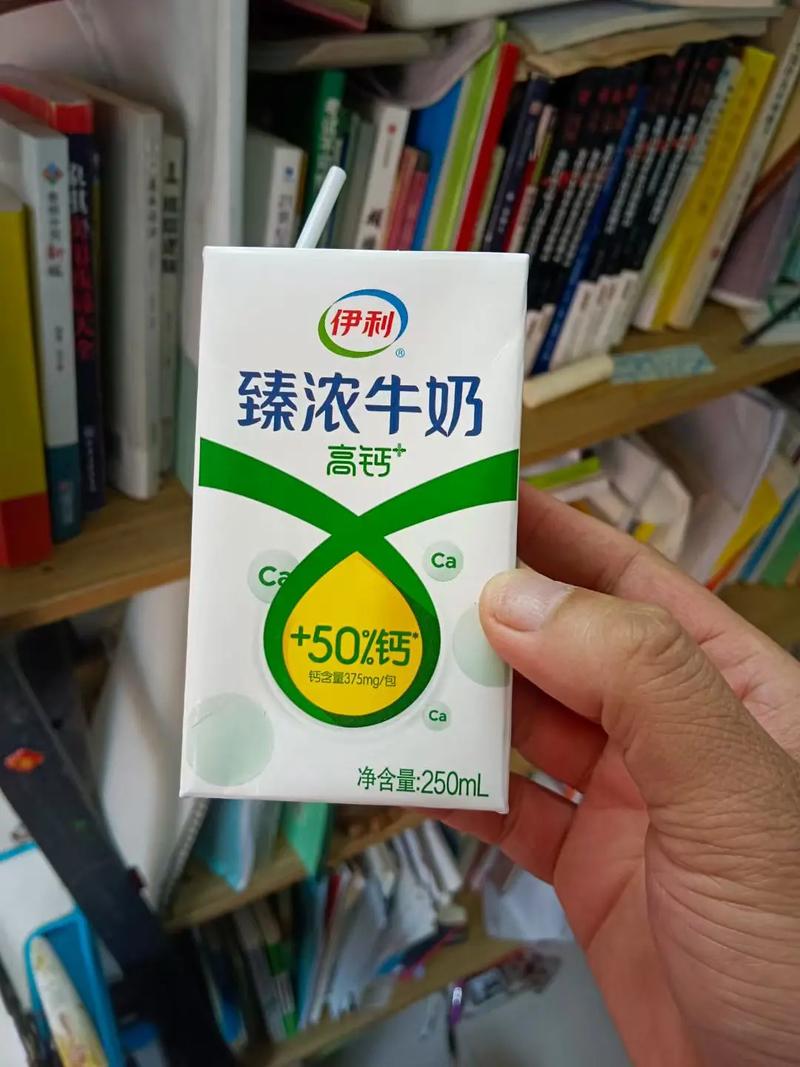 伊利
®
臻浓牛奶
高钙+
Ca
Ca
+50%钙*
钙含量375mg/包
Ca
净含量:250mL